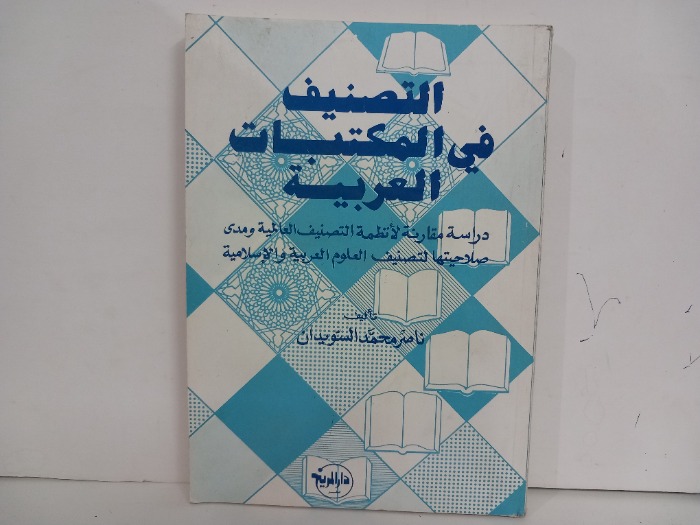 التصنيف
في المكتبات
العربية
دراسة مقارنة لأنظمة التصنيف العالمية ومدى
صلاحيتها لتصنيف العلوم العربية والإسلامية
تأليف
ناصر محمد السويدان
دار المريخ